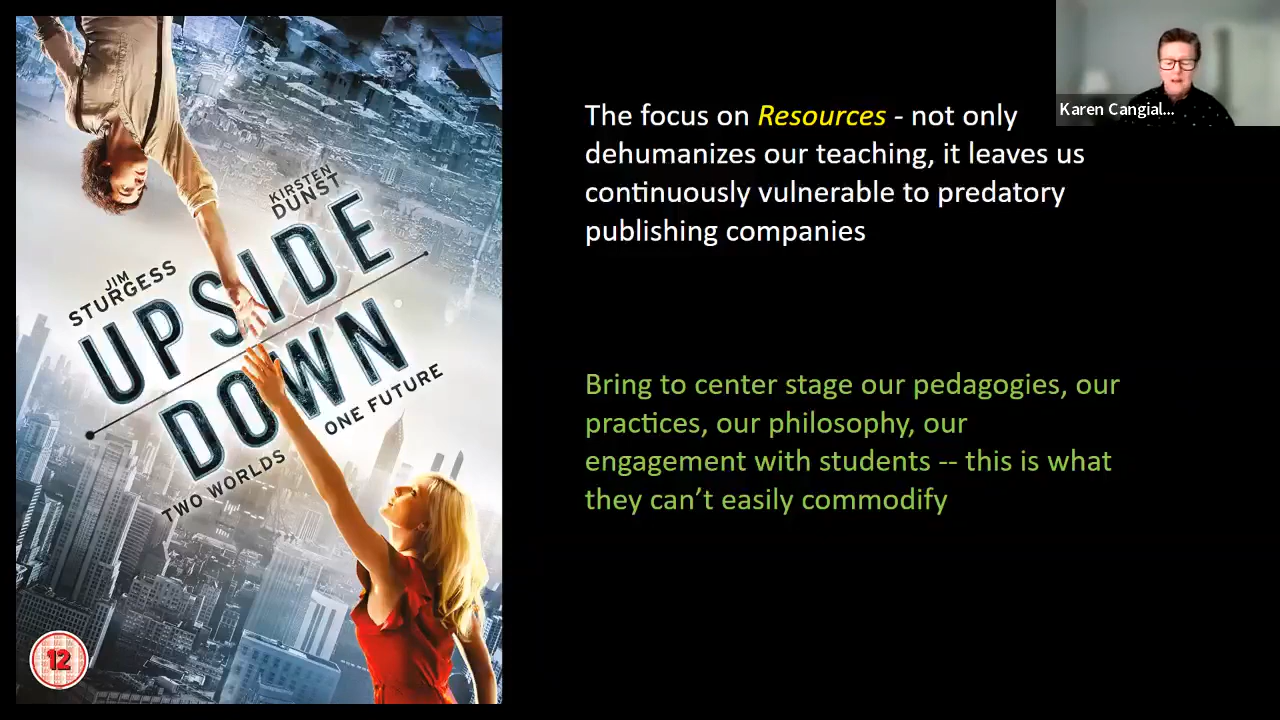 KIRSTEN
DUNST
JIM
STURGESS
UPSIDE
DOWN
TWO WORLDS ONE FUTURE
12
The focus on Resources - not only
dehumanizes our teaching, it leaves us
continuously vulnerable to predatory
publishing companies
Bring to center stage our pedagogies, our
practices, our philosophy, our
engagement with students -- this is what
they can’t easily commodify
Karen Cangial...